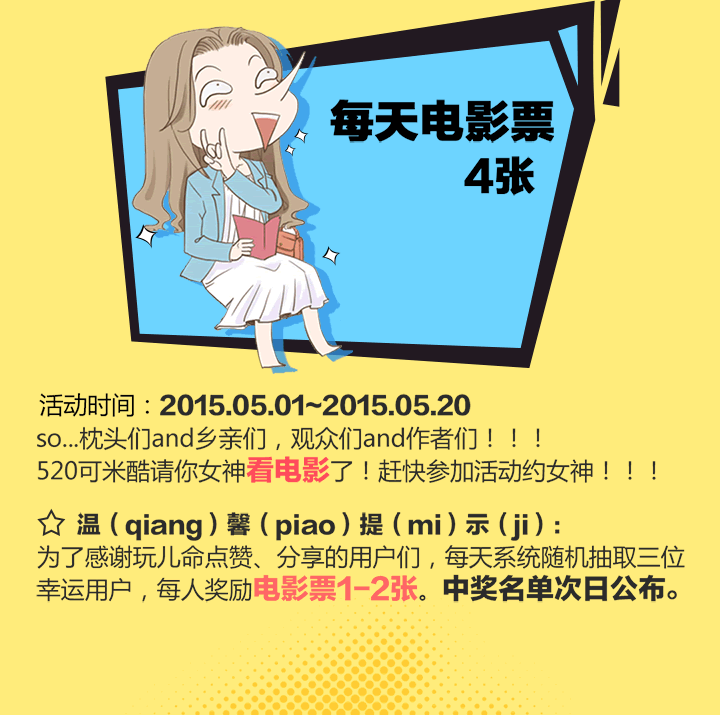 每天电影票
4张
活动时间：2015.05.01~2015.05.20
so...枕头们and乡亲们，观众们and作者们！！！
520可米酷请你女神看电影了！赶快参加活动约女神！！！
温（qiang）馨（piao）提（mi）示（ji）：
为了感谢玩儿命点赞、分享的用户们，每天系统随机抽取三位
幸运用户，每人奖励电影票1-2张。中奖名单次日公布。